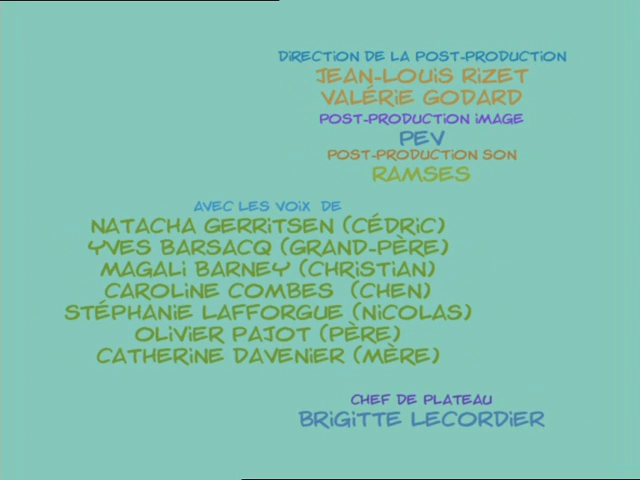 DIRECTION DE LA POST-PRODUCTION
JEAN-LOUIS RIZET
VALÉRIE GODARD
POST-PRODUCTION IMAGE
PEV
POST-PRODUCTION SON
RAMSES
AVEC LES VOIX DE
NATACHA GERRITSEN (CÉDRIC)
YVES BARSACQ (GRAND-PÈRE)
MAGALI BARNEY (CHRISTIAN)
CAROLINE COMBES (CHEN)
STÉPHANIE LAFFORGUE (NICOLAS)
OLIVIER PAJOT (PÈRE)
CATHERINE DAVENIER (MÈRE)
CHEF DE PLATEAU
BRIGITTE LECORDIER